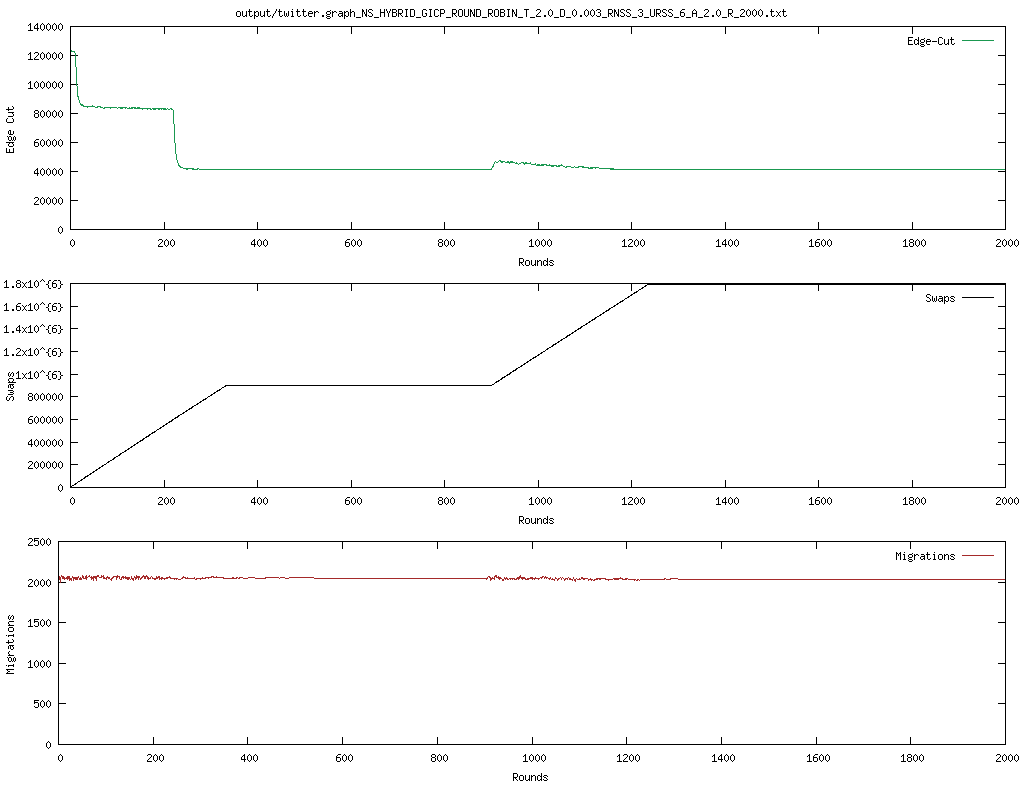 output/twitter.graph_NS_HYBRID_GICP_ROUND_ROBIN_T_2.0_D_0.003_RNSS_3_URSS_6_A_2.0_R_2000.txt
140000
120000
100000
80000
60000
40000
20000
0
Edge Cut
Edge-Cut
0 200 400 600 800 1000 1200 1400 1600 1800 2000
Rounds
1.8x10^{6}
1.6x10^{6}
1.4x10^{6}
1.2x10^{6}
1x10^{6}
800000
600000
400000
200000
0
Swaps
Swaps
0 200 400 600 800 1000 1200 1400 1600 1800 2000
Rounds
2500
2000
1500
1000
500
0
Migrations
Migrations
0 200 400 600 800 1000 1200 1400 1600 1800 2000
Rounds